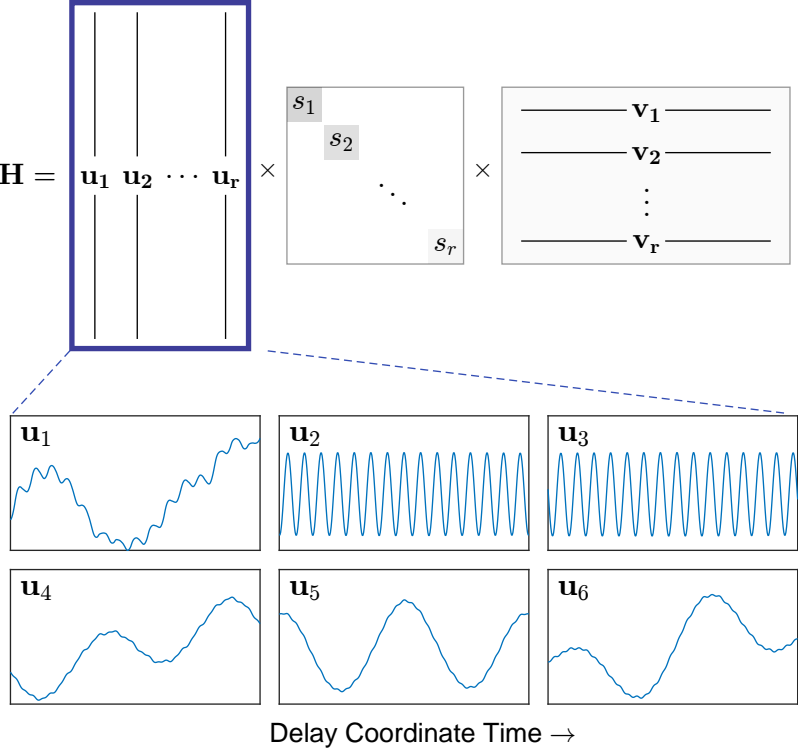 H = u₁ u₂ ⋯ uᵣ × s₁ s₂ ⋱ sᵣ × v₁ v₂ ⋮ vᵣ
u₁ u₂ u₃
u₄ u₅ u₆
Delay Coordinate Time →